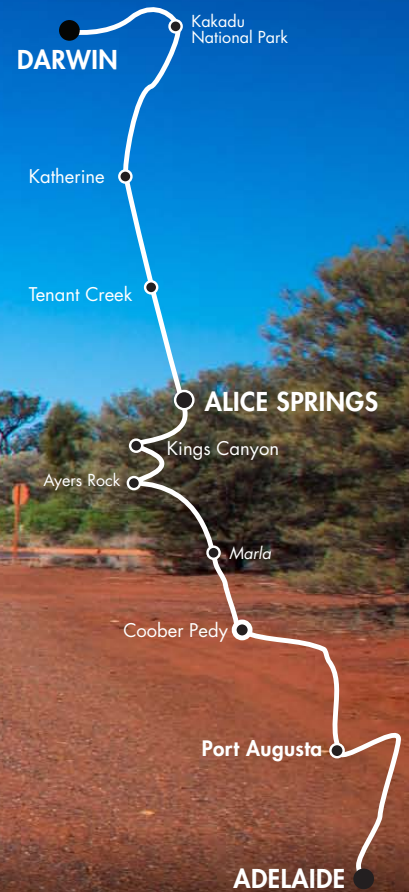 Kakadu
National Park
DARWIN
Katherine
Tenant Creek
ALICE SPRINGS
Kings Canyon
Ayers Rock
Marla
Coober Pedy
Port Augusta
ADELAIDE